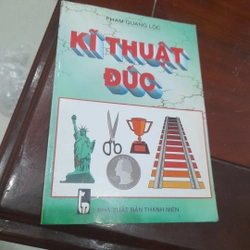 PHẠM QUANG LỘC
KĨ THUẬT
ĐÚC
NHÀ XUẤT BẢN THANH NIÊN